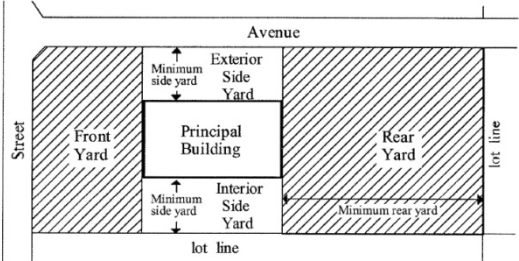 Avenue
Minimum
side yard
Exterior
Side
Yard
Street
Front
Yard
Principal
Building
Rear
Yard
lot line
Minimum
side yard
Interior
Side
Yard
Minimum rear yard
lot line